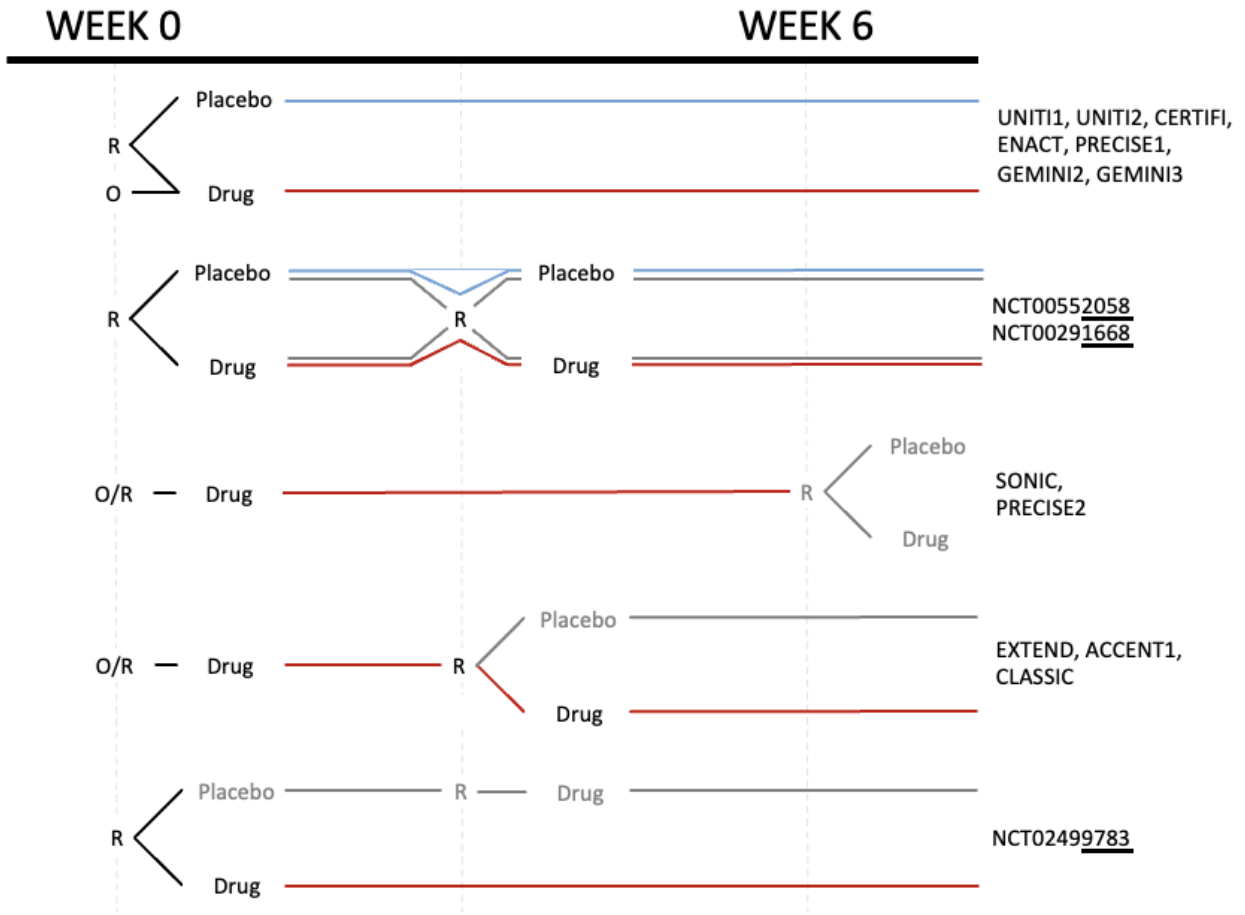 WEEK 0 WEEK 6
Placebo
R
O Drug
UNITI1, UNITI2, CERTIFI,
ENACT, PRECISE1,
GEMINI2, GEMINI3
Placebo Placebo
R R
Drug Drug
NCT00552058
NCT00291668
Placebo
O/R Drug R
Drug
SONIC,
PRECISE2
Placebo
O/R Drug R
Drug
EXTEND, ACCENT1,
CLASSIC
Placebo R Drug
R
Drug
NCT02499783